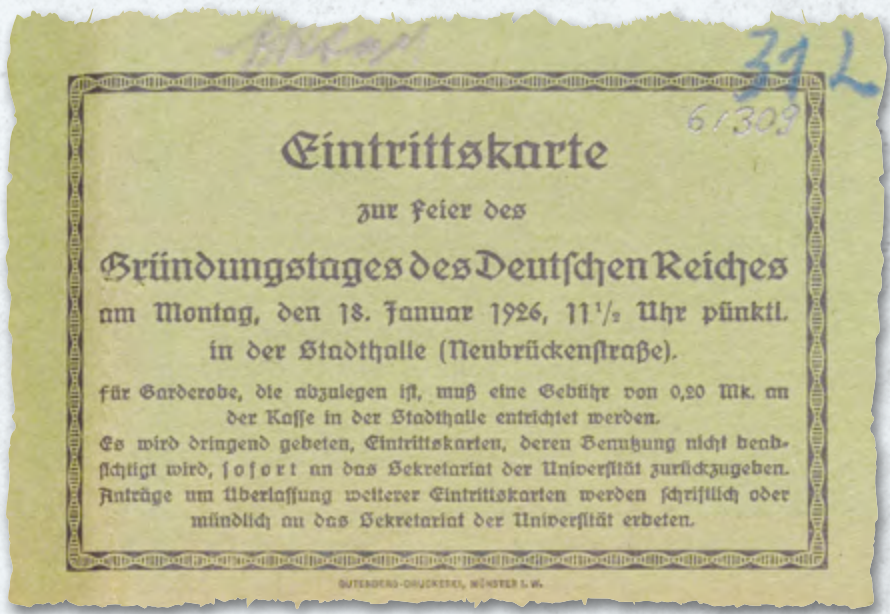 31 L
61309
Eintrittskarte
zur Feier des
Gründungstages des Deutschen Reiches
am Montag, den 18. Januar 1926, 11 1/2 Uhr pünktl.
in der Stadthalle (Neubrückenstraße).
Für Garderobe, die abzulegen ist, muß eine Gebühr von 0,20 Mk. an
der Kasse in der Stadthalle entrichtet werden.
Es wird dringend gebeten, Eintrittskarten, deren Benutzung nicht beab-
sichtigt wird, sofort an das Sekretariat der Universität zurückzugeben.
Anträge um Überlassung weiterer Eintrittskarten werden schriftlich oder
mündlich an das Sekretariat der Universität erbeten.
GUTENBERG-DRUCKEREI, MÜNSTER I. W.